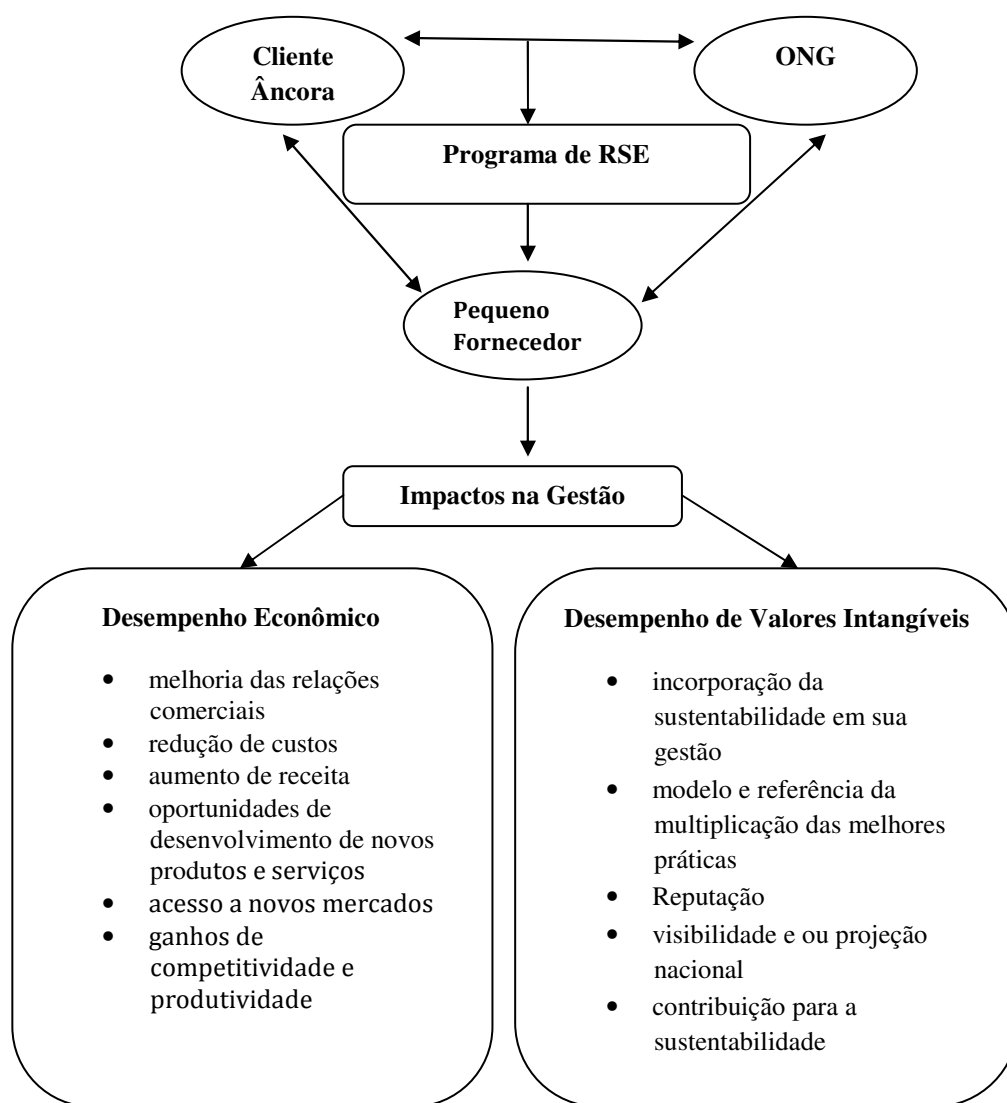 Cliente
Âncora
ONG
Programa de RSE
Pequeno
Fornecedor
Impactos na Gestão
Desempenho Econômico
• melhoria das relações
comerciais
• redução de custos
• aumento de receita
• oportunidades de
desenvolvimento de novos
produtos e serviços
• acesso a novos mercados
• ganhos de
competitividade e
produtividade
Desempenho de Valores Intangíveis
• incorporação da
sustentabilidade em sua
gestão
• modelo e referência da
multiplicação das melhores
práticas
• Reputação
• visibilidade e ou projeção
nacional
• contribuição para a
sustentabilidade